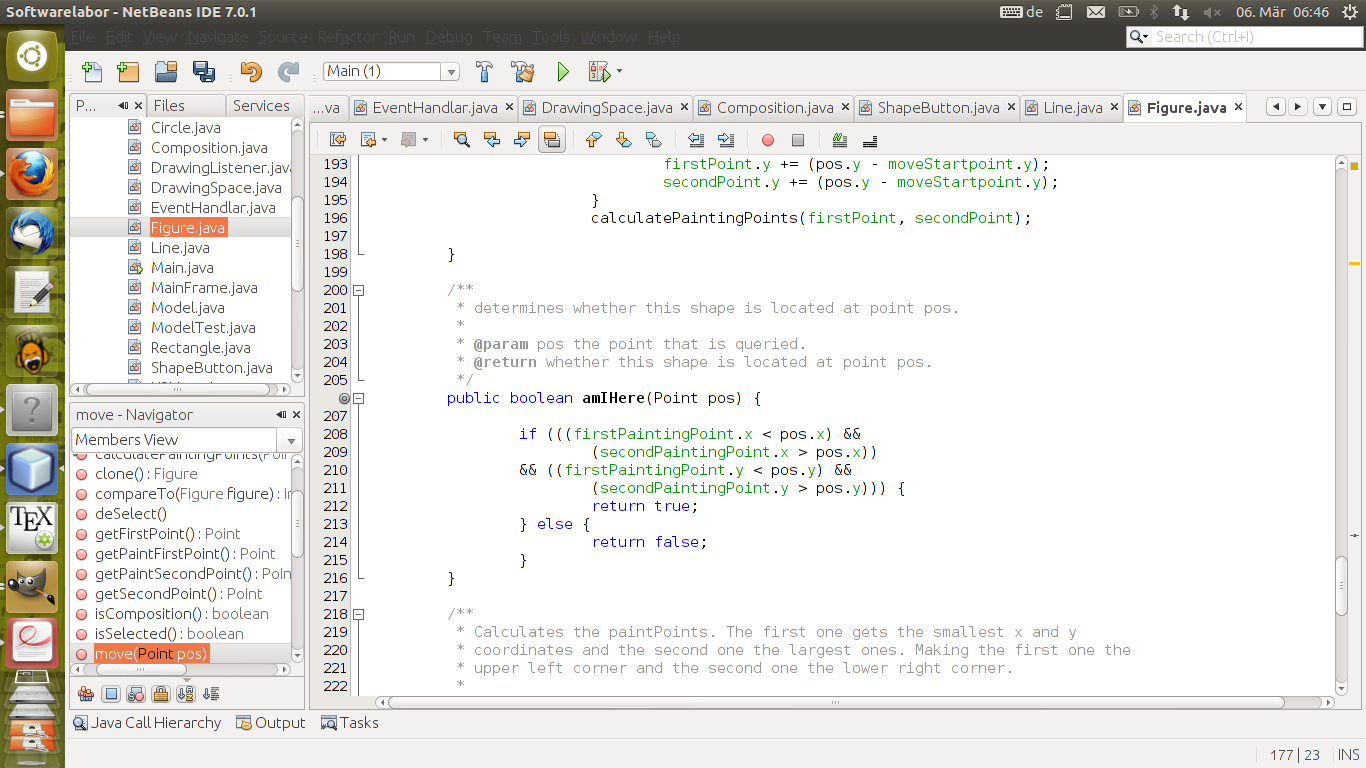 Softwarelabor - NetBeans IDE 7.0.1
de
06. Mär 06:46
File Edit View Navigate Source Refactor Run Debug Team Tools Window Help
Search (Ctrl+I)
Main (1)
P...
Files
Services
Circle.java
Composition.java
DrawingListener.java
DrawingSpace.java
EventHandlar.java
Figure.java
Line.java
Main.java
MainFrame.java
Model.java
ModelTest.java
Rectangle.java
ShapeButton.java
move - Navigator
Members View
calculatePaintingPoints(Poin
clone() : Figure
compareTo(Figure figure) : in
deSelect()
getFirstPoint() : Point
getPaintFirstPoint() : Point
getPaintSecondPoint() : Poin
getSecondPoint() : Point
isComposition() : boolean
isSelected() : boolean
move(Point pos)
...va
EventHandlar.java
DrawingSpace.java
Composition.java
ShapeButton.java
Line.java
Figure.java
193 firstPoint.y += (pos.y - moveStartpoint.y);
194 secondPoint.y += (pos.y - moveStartpoint.y);
195 }
196 calculatePaintingPoints(firstPoint, secondPoint);
197
198 }
199
200 /**
201 * determines whether this shape is located at point pos.
202 *
203 * @param pos the point that is queried.
204 * @return whether this shape is located at point pos.
205 */
public boolean amIHere(Point pos) {
207
208 if (((firstPaintingPoint.x < pos.x) &&
209 (secondPaintingPoint.x > pos.x))
210 && ((firstPaintingPoint.y < pos.y) &&
211 (secondPaintingPoint.y > pos.y))) {
212 return true;
213 } else {
214 return false;
215 }
216 }
217
218 /**
219 * Calculates the paintPoints. The first one gets the smallest x and y
220 * coordinates and the second one the largest ones. Making the first one the
221 * upper left corner and the second one the lower right corner.
222 *
Java Call Hierarchy
Output
Tasks
177 | 23
INS
TEX